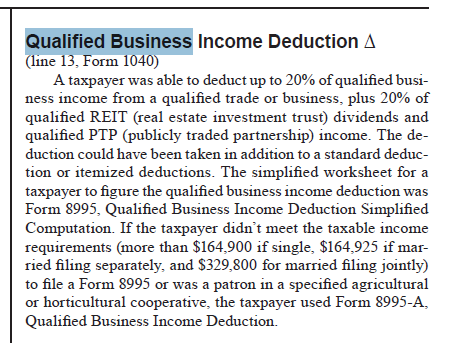 Qualified Business Income Deduction Δ
(line 13, Form 1040)
A taxpayer was able to deduct up to 20% of qualified busi-
ness income from a qualified trade or business, plus 20% of
qualified REIT (real estate investment trust) dividends and
qualified PTP (publicly traded partnership) income. The de-
duction could have been taken in addition to a standard deduc-
tion or itemized deductions. The simplified worksheet for a
taxpayer to figure the qualified business income deduction was
Form 8995, Qualified Business Income Deduction Simplified
Computation. If the taxpayer didn’t meet the taxable income
requirements (more than $164,900 if single, $164,925 if mar-
ried filing separately, and $329,800 for married filing jointly)
to file a Form 8995 or was a patron in a specified agricultural
or horticultural cooperative, the taxpayer used Form 8995-A,
Qualified Business Income Deduction.